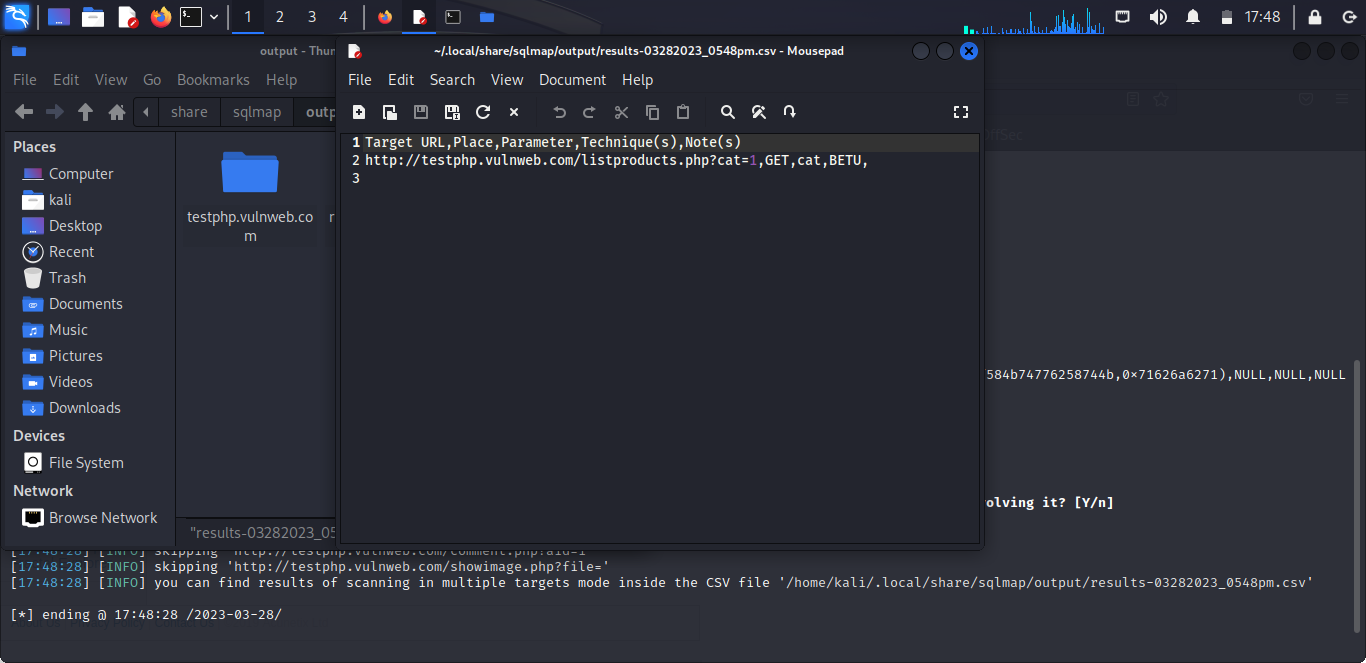 1 2 3 4 17:48
output - Thun
File Edit View Go Bookmarks Help
share sqlmap outp
Places
Computer
kali
Desktop
Recent
Trash
Documents
Music
Pictures
Videos
Downloads
Devices
File System
Network
Browse Network
testphp.vulnweb.co
m
"results-03282023_05
~/.local/share/sqlmap/output/results-03282023_0548pm.csv - Mousepad
File Edit Search View Document Help
1 Target URL,Place,Parameter,Technique(s),Note(s)
2 http://testphp.vulnweb.com/listproducts.php?cat=1,GET,cat,BETU,
3
584b74776258744b,0×71626a6271),NULL,NULL,NULL
olving it? [Y/n]
[17:48:28] [INFO] skipping 'http://testphp.vulnweb.com/comment.php?aid=1
[17:48:28] [INFO] skipping 'http://testphp.vulnweb.com/showimage.php?file='
[17:48:28] [INFO] you can find results of scanning in multiple targets mode inside the CSV file '/home/kali/.local/share/sqlmap/output/results-03282023_0548pm.csv'
[*] ending @ 17:48:28 /2023-03-28/